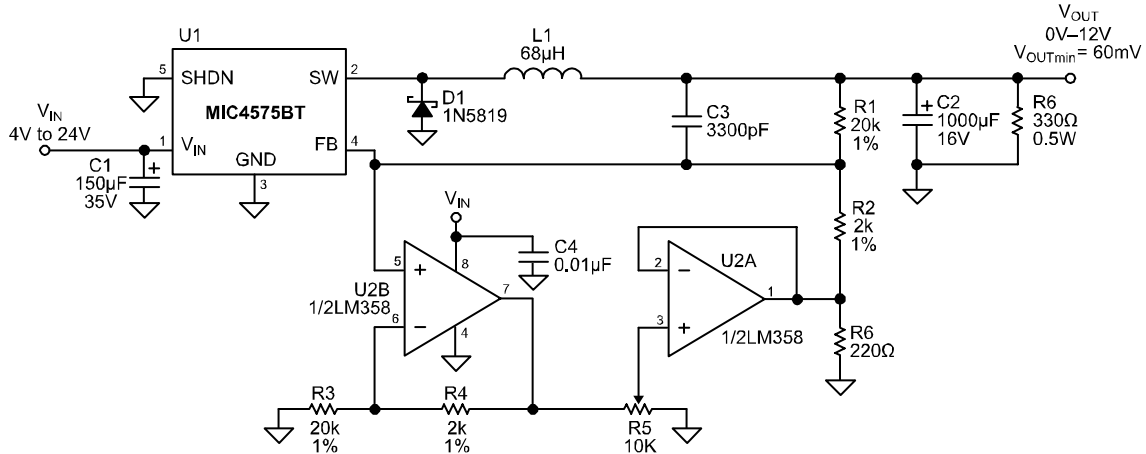 U1
5
SHDN
SW
2
MIC4575BT
V_IN
4V to 24V
1
V_IN
FB
4
GND
3
C1
150µF
35V
+
D1
1N5819
L1
68µH
C3
3300pF
R1
20k
1%
+
C2
1000µF
16V
R6
330Ω
0.5W
V_OUT
0V–12V
V_OUTmin = 60mV
R2
2k
1%
V_IN
C4
0.01µF
5
+
8
U2B
1/2LM358
7
6
–
4
2
–
U2A
1
3
+
1/2LM358
R6
220Ω
R3
20k
1%
R4
2k
1%
R5
10K